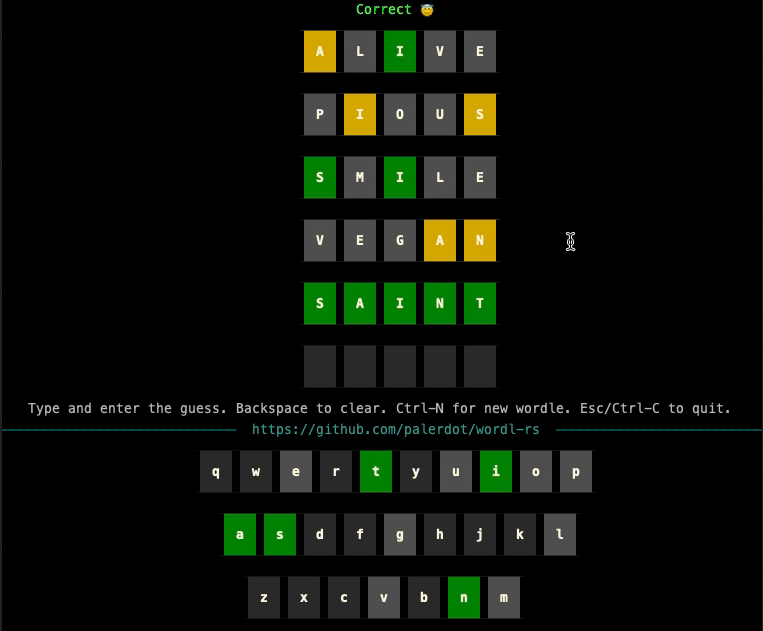 Correct 😇
A L I V E
P I O U S
S M I L E
V E G A N
S A I N T
Type and enter the guess. Backspace to clear. Ctrl-N for new wordle. Esc/Ctrl-C to quit.
https://github.com/palerdot/wordl-rs
q w e r t y u i o p
a s d f g h j k l
z x c v b n m